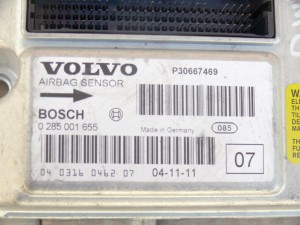 VOLVO
P30667469
AIRBAG SENSOR
BOSCH
0 285 001 655
Made in Germany
085
07
04 0316 0462 07
04-11-11